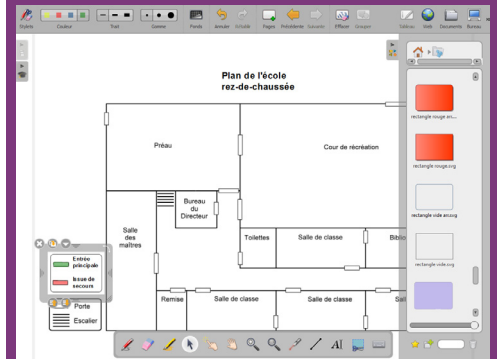 Stylets
Couleur
Trait
Gomme
Fonds
Annuler
Rétablir
Pages
Précédente
Suivante
Effacer
Grouper
Tableau
Web
Documents
Bureau
Plan de l'école
rez-de-chaussée
Préau
Cour de récréation
Bureau
du
Directeur
Salle
des
maîtres
Toilettes
Salle de classe
Biblio
Entrée
principale
Issue de
secours
Porte
Escalier
Remise
Salle de classe
Salle de classe
Sal
rectangle rouge arr...
rectangle rouge.svg
rectangle vide arr.svg
rectangle vide.svg